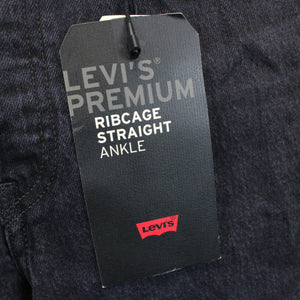 LEVI'S®
PREMIUM
RIBCAGE
STRAIGHT
ANKLE
Levi's